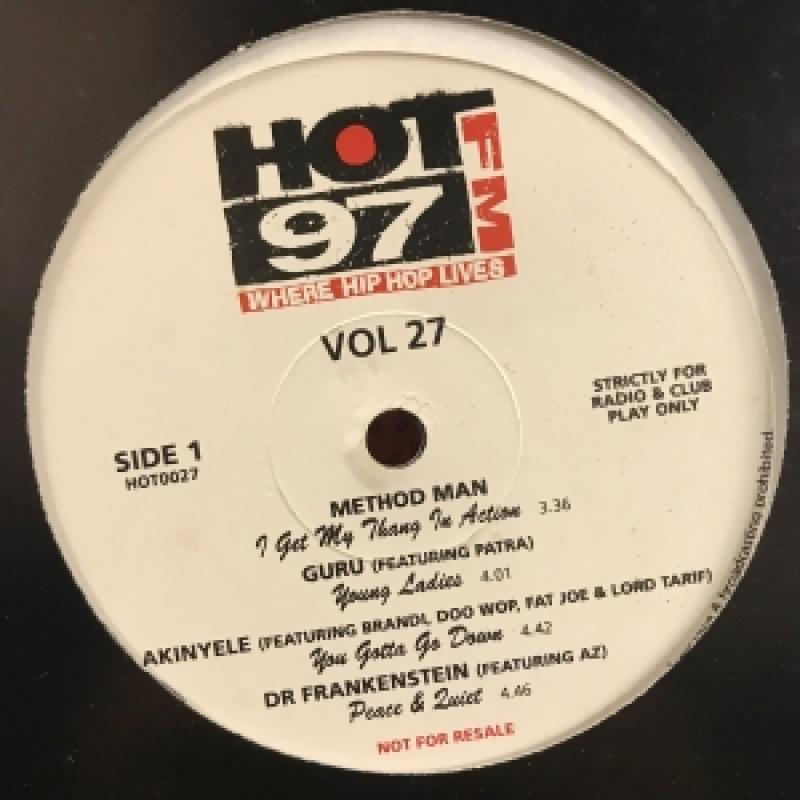 HOT
FM
97
WHERE HIP HOP LIVES
VOL 27
STRICTLY FOR
RADIO & CLUB
PLAY ONLY
SIDE 1
HOT0027
METHOD MAN
I Get My Thang In Action 3.36
GURU (FEATURING PATRA)
Young Ladies 4.01
AKINYELE (FEATURING BRANDI, DOO WOP, FAT JOE & LORD TARIF)
You Gotta Go Down 4.42
DR FRANKENSTEIN (FEATURING AZ)
Peace & Quiet 4.46
NOT FOR RESALE
& broadcasting prohibited